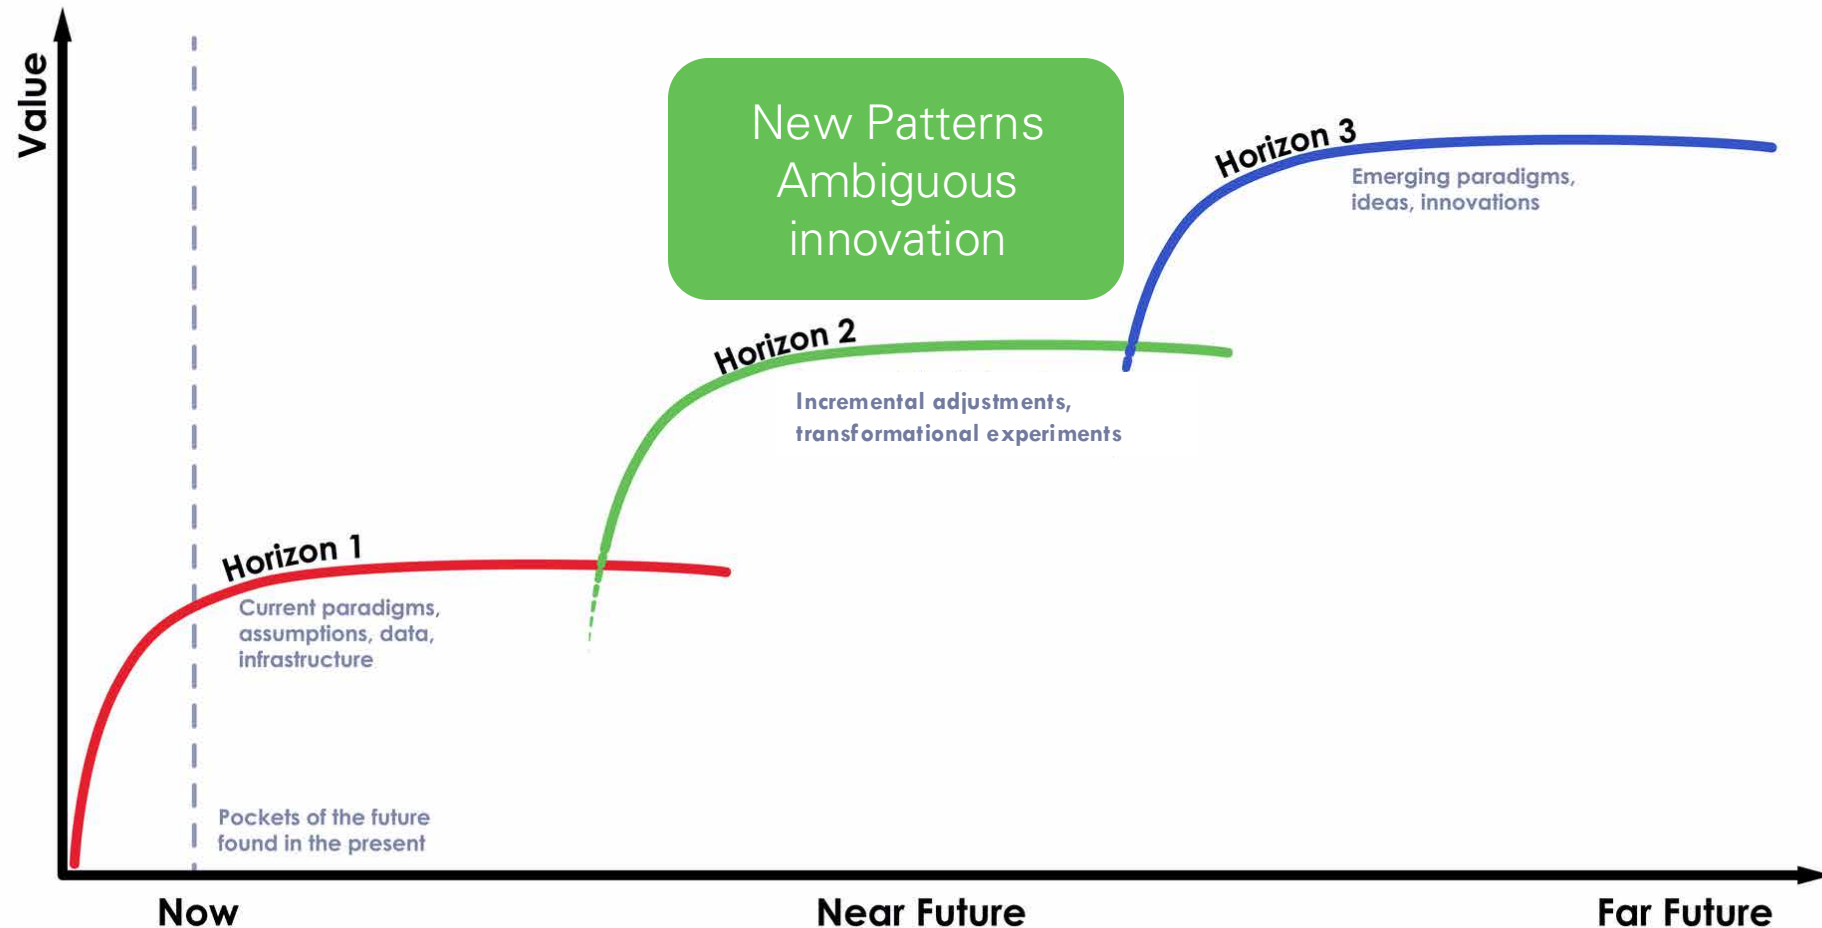 Value
New Patterns
Ambiguous
innovation
Horizon 3
Emerging paradigms,
ideas, innovations
Horizon 2
Incremental adjustments,
transformational experiments
Horizon 1
Current paradigms,
assumptions, data,
infrastructure
Pockets of the future
found in the present
Now
Near Future
Far Future